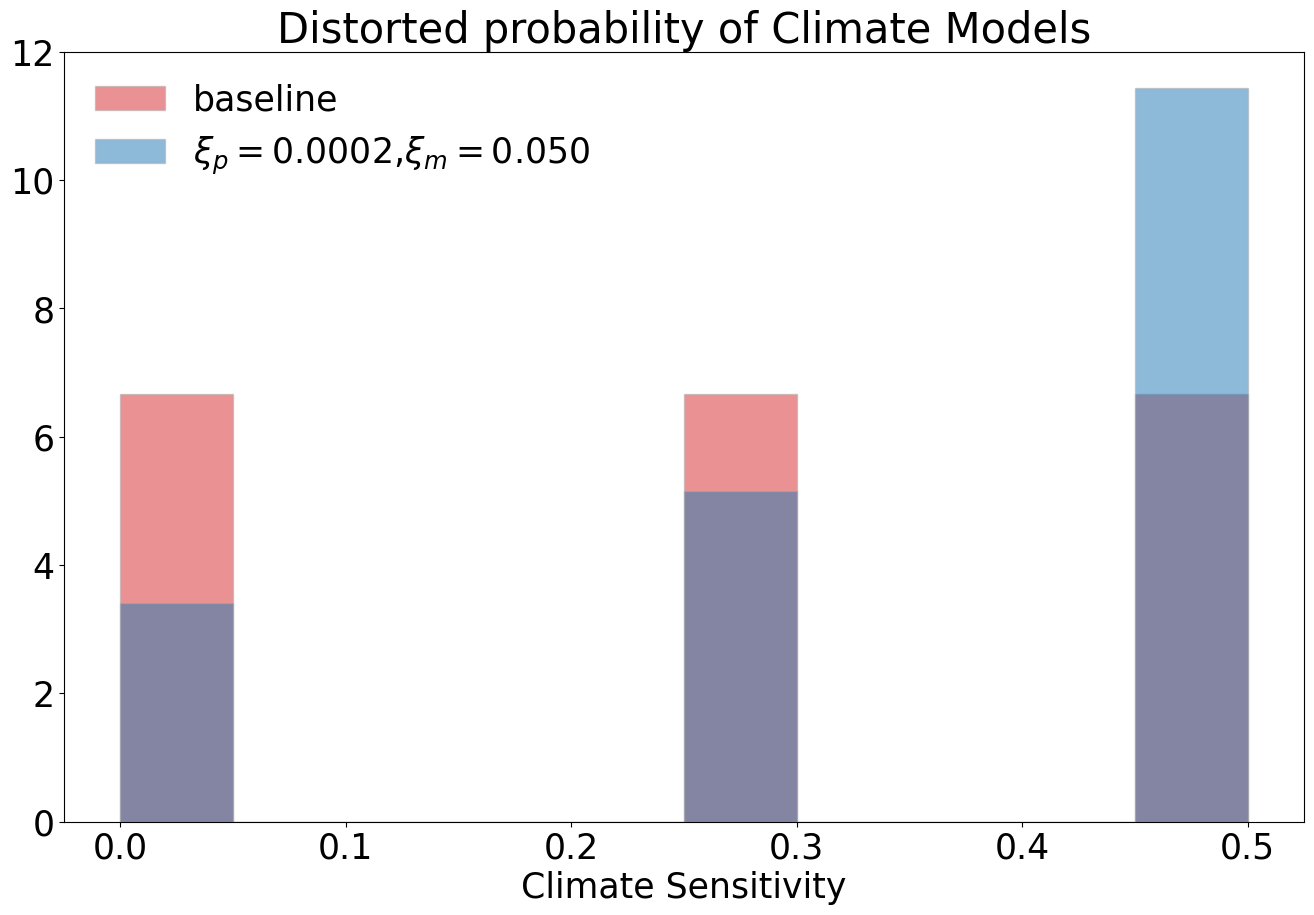 Distorted probability of Climate Models
12
baseline
ξₚ = 0.0002,ξₘ = 0.050
10
8
6
4
2
0
0.0 0.1 0.2 0.3 0.4 0.5
Climate Sensitivity